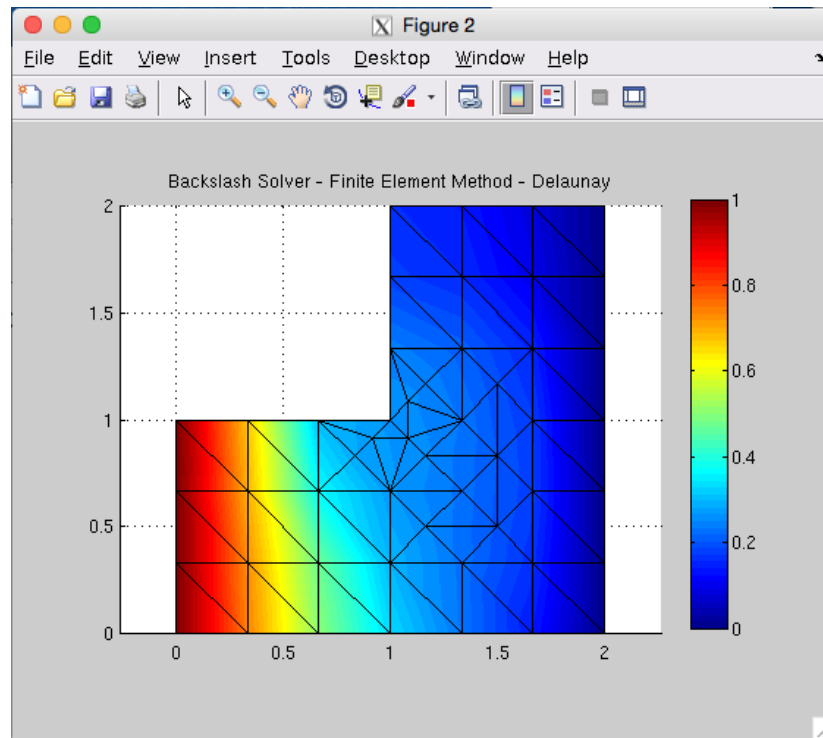 Figure 2
File Edit View Insert Tools Desktop Window Help
Backslash Solver - Finite Element Method - Delaunay
2
1.5
1
0.5
0
0 0.5 1 1.5 2
1
0.8
0.6
0.4
0.2
0